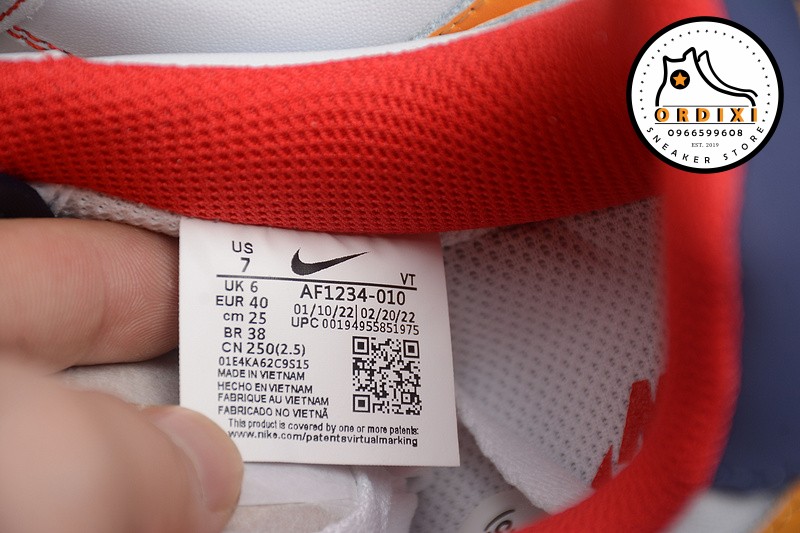 US
7
VT
UK 6
EUR 40
cm 25
BR 38
CN 250(2.5)
AF1234-010
01/10/22|02/20/22
UPC 00194955851975
01E4KA62C9S15
MADE IN VIETNAM
HECHO EN VIETNAM
FABRIQUE AU VIETNAM
FABRICADO NO VIETNÃ
This product is covered by one or more patents:
www.nike.com/patentsvirtualmarking
ORDIXI
0966599608
EST. 2019
SNEAKER STORE